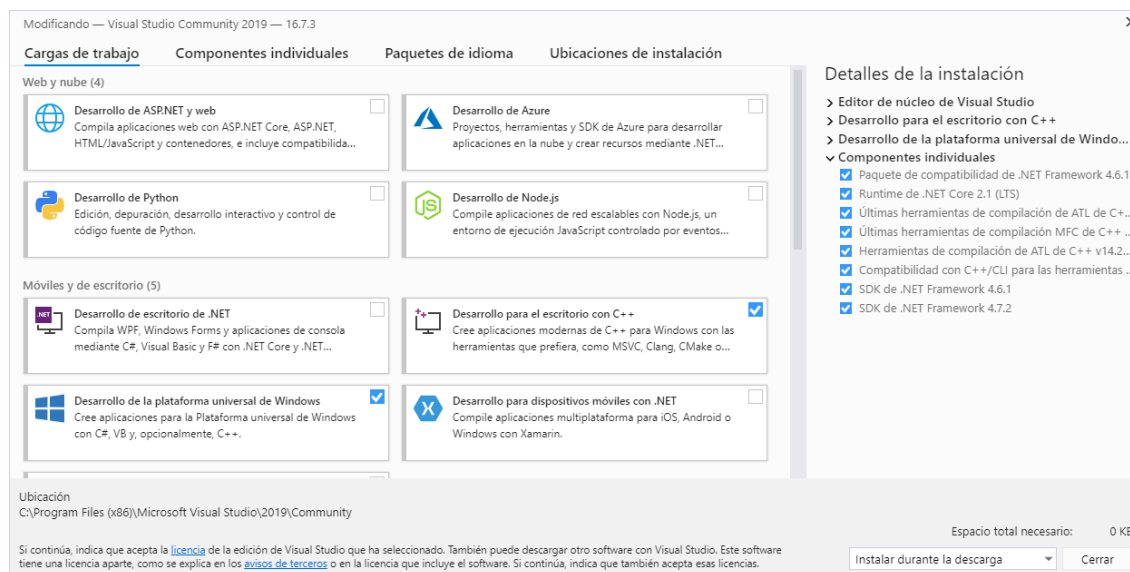 Modificando — Visual Studio Community 2019 — 16.7.3
Cargas de trabajo
Componentes individuales
Paquetes de idioma
Ubicaciones de instalación
Web y nube (4)
Desarrollo de ASP.NET y web
Compila aplicaciones web con ASP.NET Core, ASP.NET,
HTML/JavaScript y contenedores, e incluye compatibilida...
Desarrollo de Azure
Proyectos, herramientas y SDK de Azure para desarrollar
aplicaciones en la nube y crear recursos mediante .NET...
Desarrollo de Python
Edición, depuración, desarrollo interactivo y control de
código fuente de Python.
Desarrollo de Node.js
Compile aplicaciones de red escalables con Node.js, un
entorno de ejecución JavaScript controlado por eventos...
Móviles y de escritorio (5)
Desarrollo de escritorio de .NET
Compila WPF, Windows Forms y aplicaciones de consola
mediante C#, Visual Basic y F# con .NET Core y .NET...
Desarrollo para el escritorio con C++
Cree aplicaciones modernas de C++ para Windows con las
herramientas que prefiera, como MSVC, Clang, CMake o...
Desarrollo de la plataforma universal de Windows
Cree aplicaciones para la Plataforma universal de Windows
con C#, VB y, opcionalmente, C++.
Desarrollo para dispositivos móviles con .NET
Compile aplicaciones multiplataforma para iOS, Android o
Windows con Xamarin.
Detalles de la instalación
Editor de núcleo de Visual Studio
Desarrollo para el escritorio con C++
Desarrollo de la plataforma universal de Windo...
Componentes individuales
Paquete de compatibilidad de .NET Framework 4.6.1
Runtime de .NET Core 2.1 (LTS)
Últimas herramientas de compilación de ATL de C+...
Últimas herramientas de compilación MFC de C++ ...
Herramientas de compilación de ATL de C++ v14.2...
Compatibilidad con C++/CLI para las herramientas ...
SDK de .NET Framework 4.6.1
SDK de .NET Framework 4.7.2
Ubicación
C:\Program Files (x86)\Microsoft Visual Studio\2019\Community
Si continúa, indica que acepta la licencia de la edición de Visual Studio que ha seleccionado. También puede descargar otro software con Visual Studio. Este software
tiene una licencia aparte, como se explica en los avisos de terceros o en la licencia que incluye el software. Si continúa, indica que también acepta esas licencias.
Espacio total necesario: 0 KB
Instalar durante la descarga
Cerrar